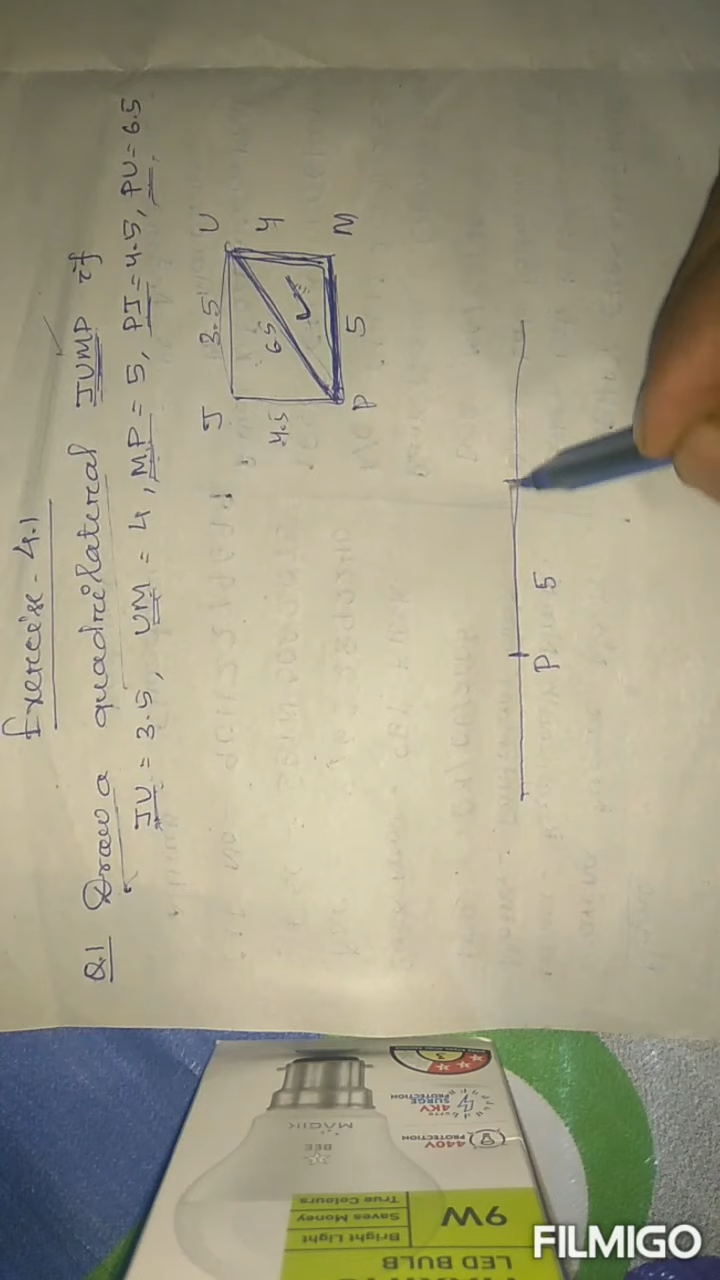 Exercise - 4.1
Q.1 Draw a quadrilateral JUMP if
JU = 3.5, UM = 4, MP = 5, PJ = 4.5, PU = 6.5
J 3.5 U
4.5 6.5 4
P 5 M
P 5
MAGIK
BEE
SURGE PROTECTION 4KV
440V PROTECTION
True Colours
Saves Money
Bright Light
9W
LED BULB
FILMIGO